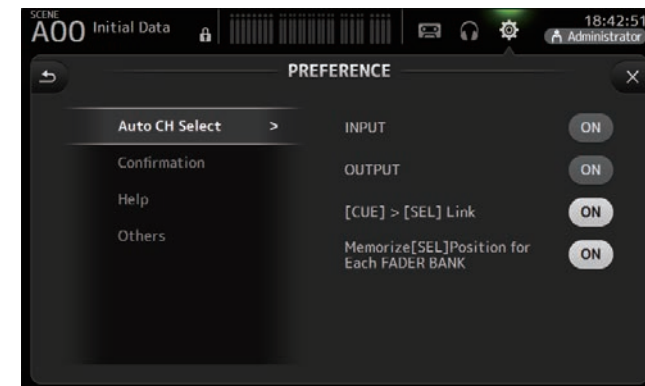 SCENE
A00 Initial Data
18:42:51
Administrator
PREFERENCE
Auto CH Select >
INPUT ON
Confirmation
OUTPUT ON
Help
[CUE] > [SEL] Link ON
Others
Memorize[SEL]Position for
Each FADER BANK ON